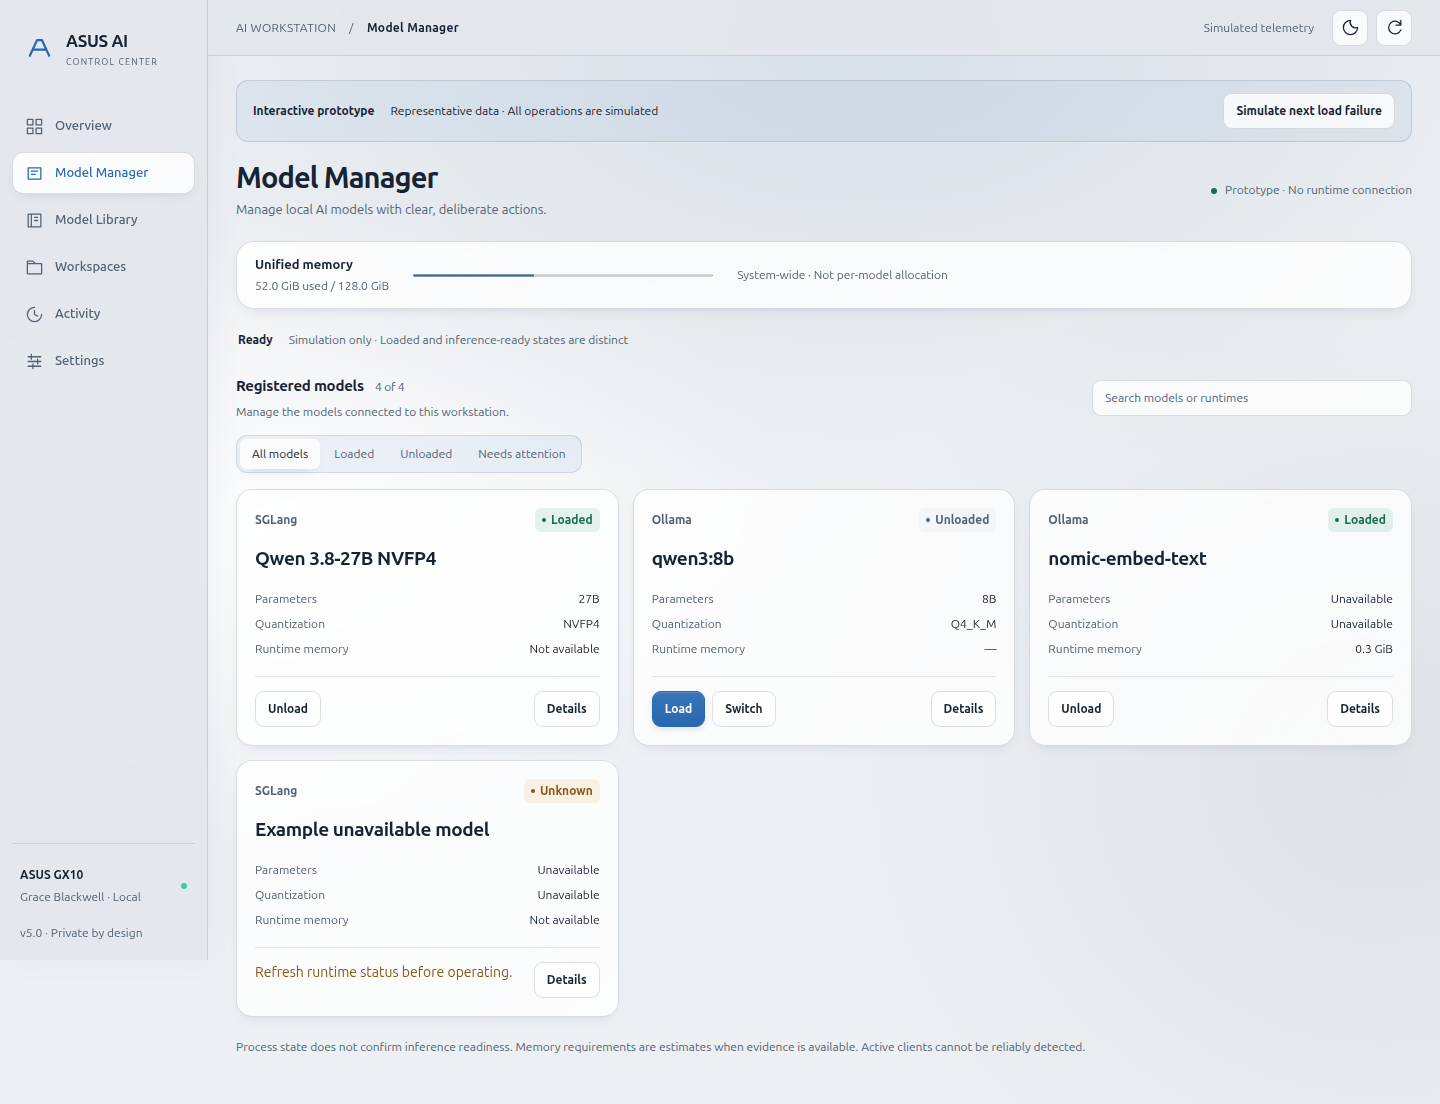 ASUS AI
CONTROL CENTER
Overview
Model Manager
Model Library
Workspaces
Activity
Settings
ASUS GX10
Grace Blackwell · Local
v5.0 · Private by design
AI WORKSTATION / Model Manager
Simulated telemetry
Interactive prototype Representative data · All operations are simulated
Simulate next load failure
Model Manager
Manage local AI models with clear, deliberate actions.
Prototype · No runtime connection
Unified memory
52.0 GiB used / 128.0 GiB
System-wide · Not per-model allocation
Ready Simulation only · Loaded and inference-ready states are distinct
Registered models 4 of 4
Manage the models connected to this workstation.
Search models or runtimes
All models Loaded Unloaded Needs attention
SGLang • Loaded
Qwen 3.8-27B NVFP4
Parameters 27B
Quantization NVFP4
Runtime memory Not available
Unload Details
Ollama • Unloaded
qwen3:8b
Parameters 8B
Quantization Q4_K_M
Runtime memory —
Load Switch Details
Ollama • Loaded
nomic-embed-text
Parameters Unavailable
Quantization Unavailable
Runtime memory 0.3 GiB
Unload Details
SGLang • Unknown
Example unavailable model
Parameters Unavailable
Quantization Unavailable
Runtime memory Not available
Refresh runtime status before operating. Details
Process state does not confirm inference readiness. Memory requirements are estimates when evidence is available. Active clients cannot be reliably detected.